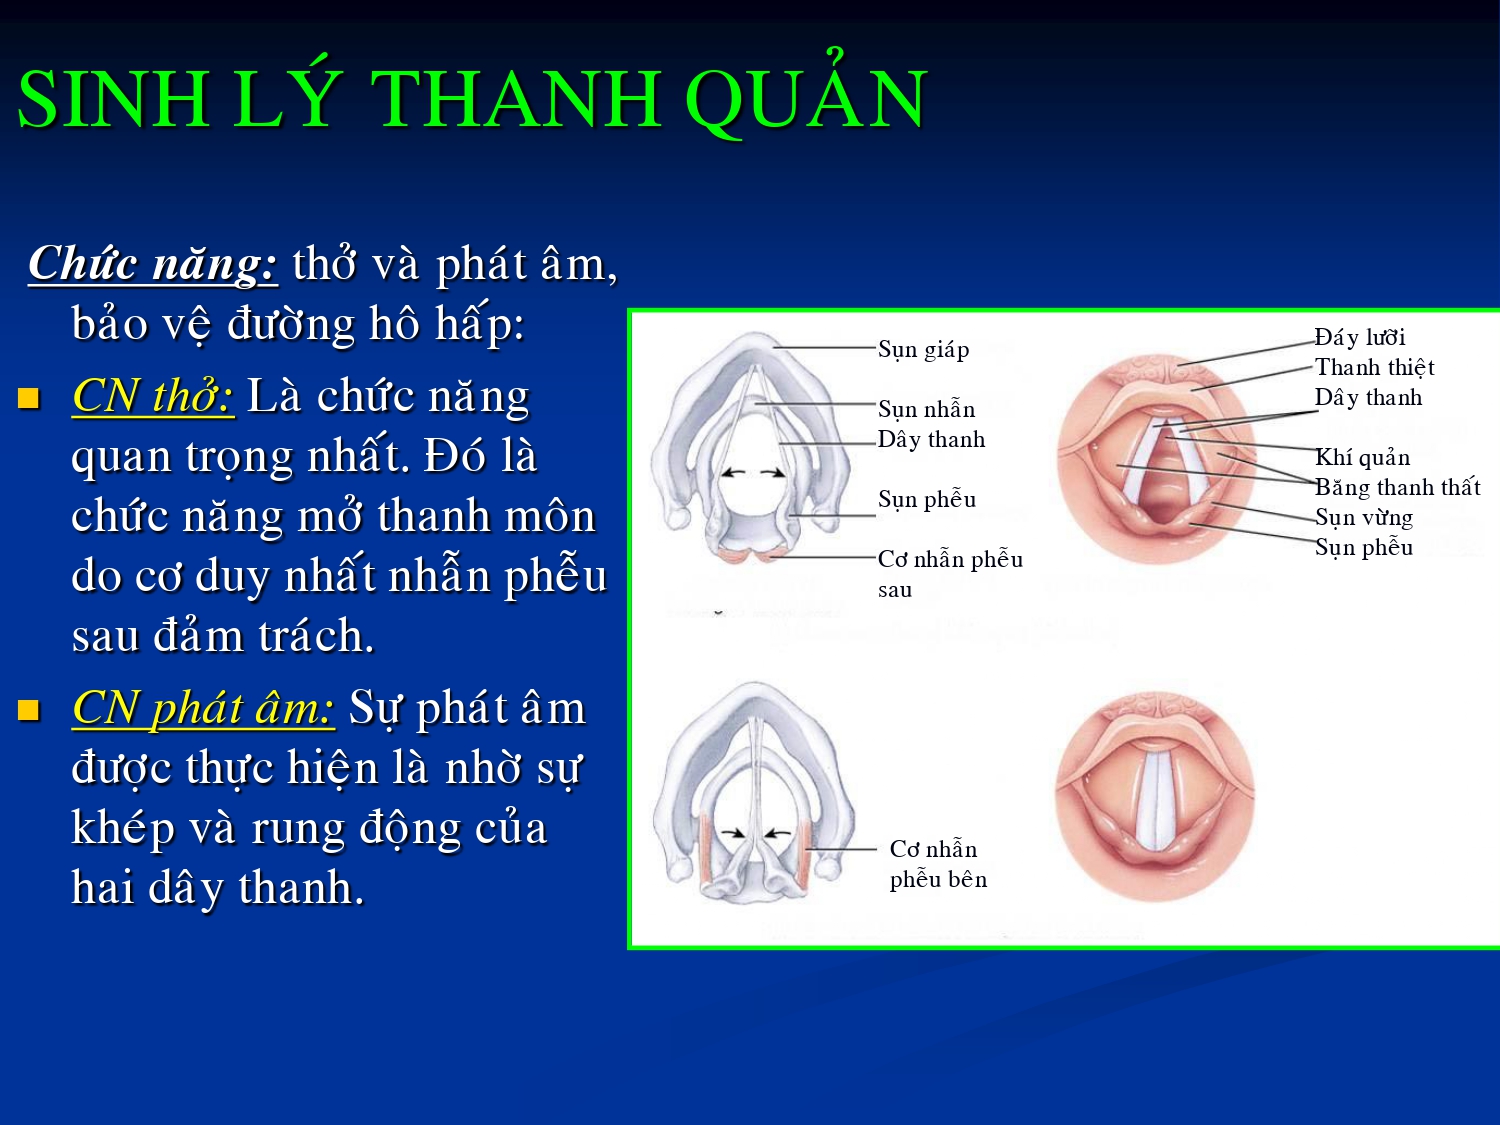 SINH LÝ THANH QUẢN
Chức năng: thở và phát âm,
bảo vệ đường hô hấp:
CN thở: Là chức năng
quan trọng nhất. Đó là
chức năng mở thanh môn
do cơ duy nhất nhẫn phễu
sau đảm trách.
CN phát âm: Sự phát âm
được thực hiện là nhờ sự
khép và rung động của
hai dây thanh.
Sụn giáp
Sụn nhẫn
Dây thanh
Sụn phễu
Cơ nhẫn phễu
sau
Đáy lưỡi
Thanh thiệt
Dây thanh
Khí quản
Băng thanh thất
Sụn vừng
Sụn phễu
Cơ nhẫn
phễu bên